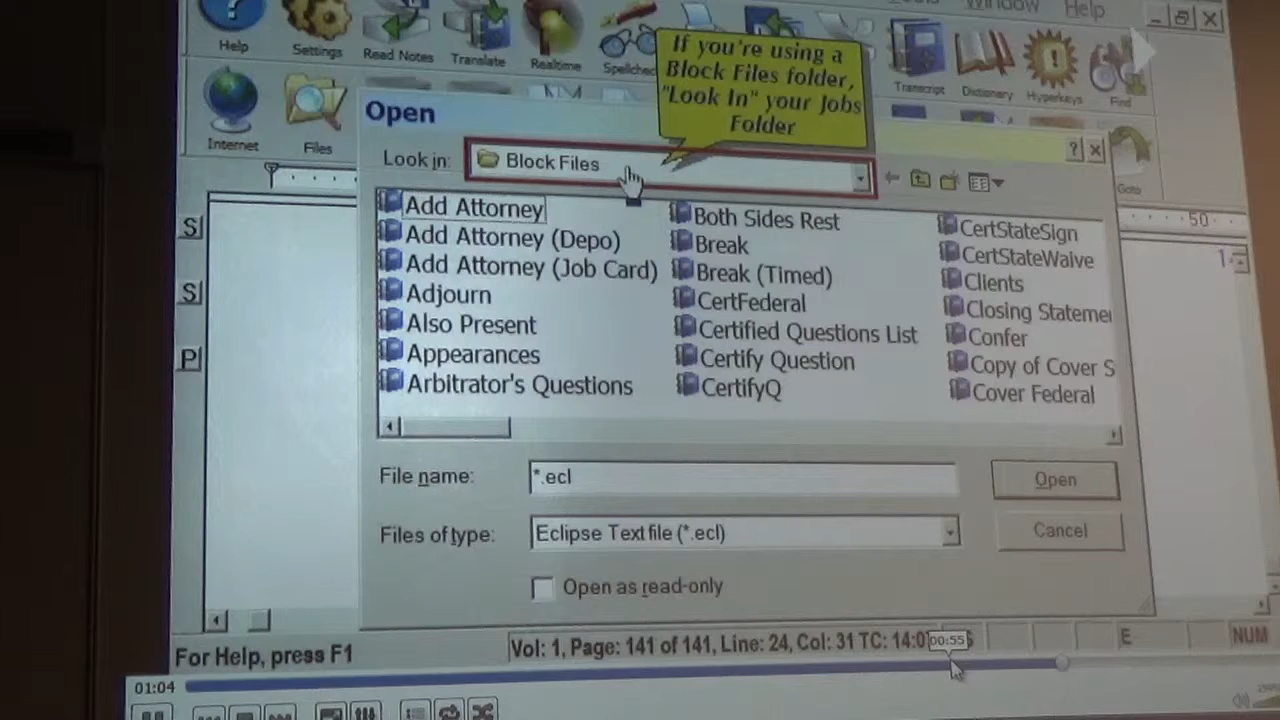 Window Help
Help Settings Read Notes Translate Realtime
Transcript Dictionary Hyperkeys Find
If you're using a
Block Files folder,
"Look In" your Jobs
Folder
Internet Files
Goto
Open
?
Look in: Block Files
50
S
S
P
1
Add Attorney
Add Attorney (Depo)
Add Attorney (Job Card)
Adjourn
Also Present
Appearances
Arbitrator's Questions
Both Sides Rest
Break
Break (Timed)
CertFederal
Certified Questions List
Certify Question
CertifyQ
CertStateSign
CertStateWaive
Clients
Closing Stateme
Confer
Copy of Cover S
Cover Federal
File name: *.ecl Open
Files of type: Eclipse Text file (*.ecl) Cancel
Open as read-only
For Help, press F1 Vol: 1, Page: 141 of 141, Line: 24, Col: 31 TC: 14:0 E NUM
00:55
01:04